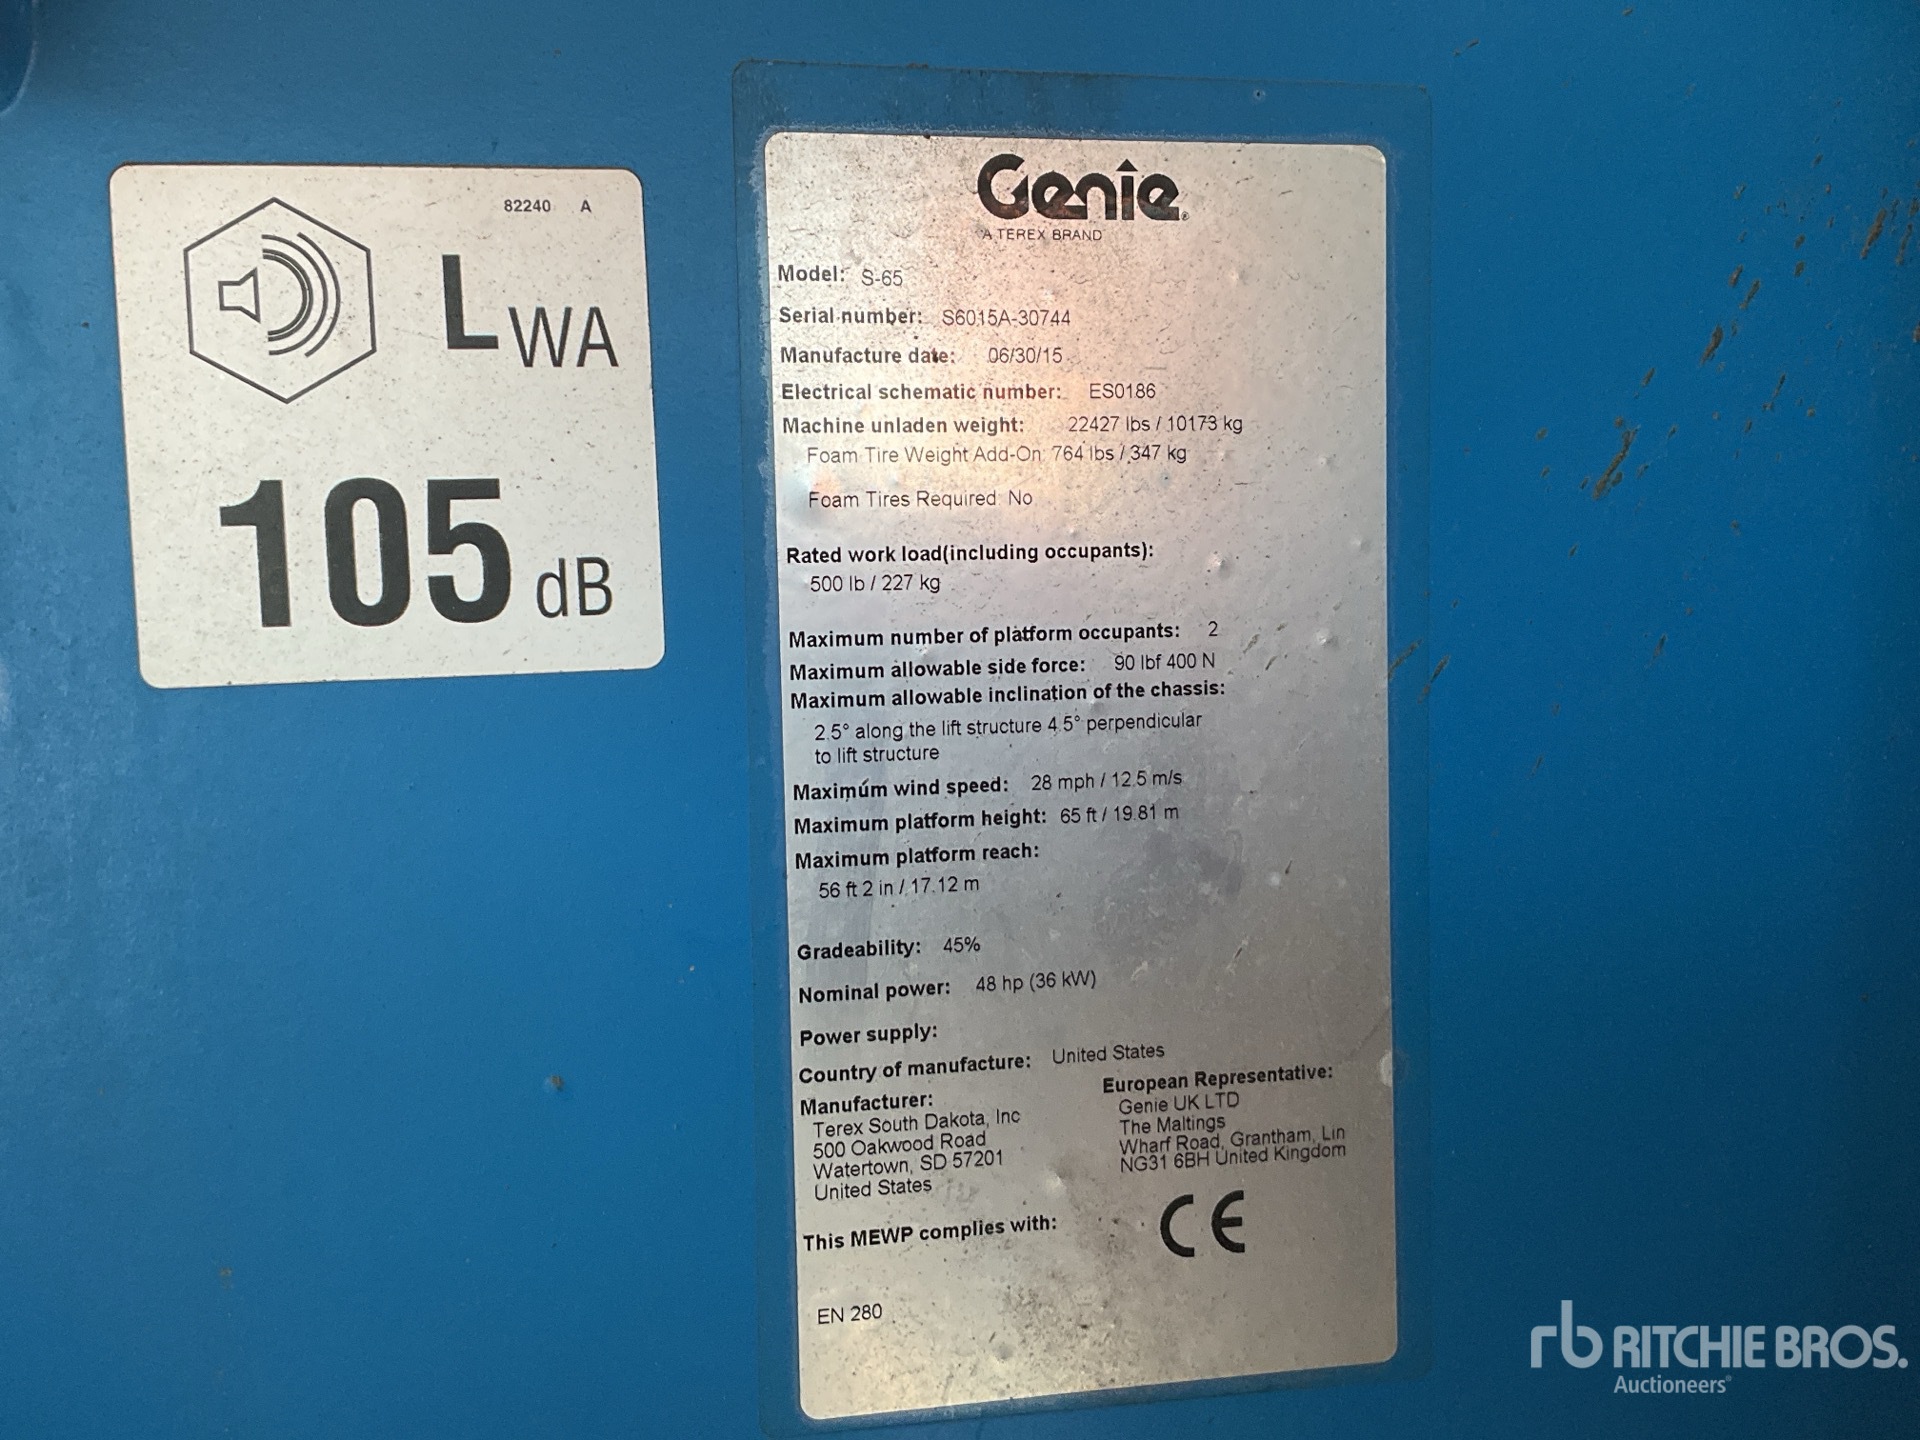 82240 A
LWA
105 dB
Genie®
A TEREX BRAND
Model: S-65
Serial number: S6015A-30744
Manufacture date: 06/30/15
Electrical schematic number: ES0186
Machine unladen weight: 22427 lbs / 10173 kg
Foam Tire Weight Add-On: 764 lbs / 347 kg
Foam Tires Required: No
Rated work load(including occupants):
500 lb / 227 kg
Maximum number of platform occupants: 2
Maximum allowable side force: 90 lbf 400 N
Maximum allowable inclination of the chassis:
2.5° along the lift structure 4.5° perpendicular
to lift structure
Maximum wind speed: 28 mph / 12.5 m/s
Maximum platform height: 65 ft / 19.81 m
Maximum platform reach:
56 ft 2 in / 17.12 m
Gradeability: 45%
Nominal power: 48 hp (36 kW)
Power supply:
Country of manufacture: United States
Manufacturer:
Terex South Dakota, Inc
500 Oakwood Road
Watertown, SD 57201
United States
European Representative:
Genie UK LTD
The Maltings
Wharf Road, Grantham, Lin
NG31 6BH United Kingdom
This MEWP complies with:
CE
EN 280
rb RITCHIE BROS.
Auctioneers®